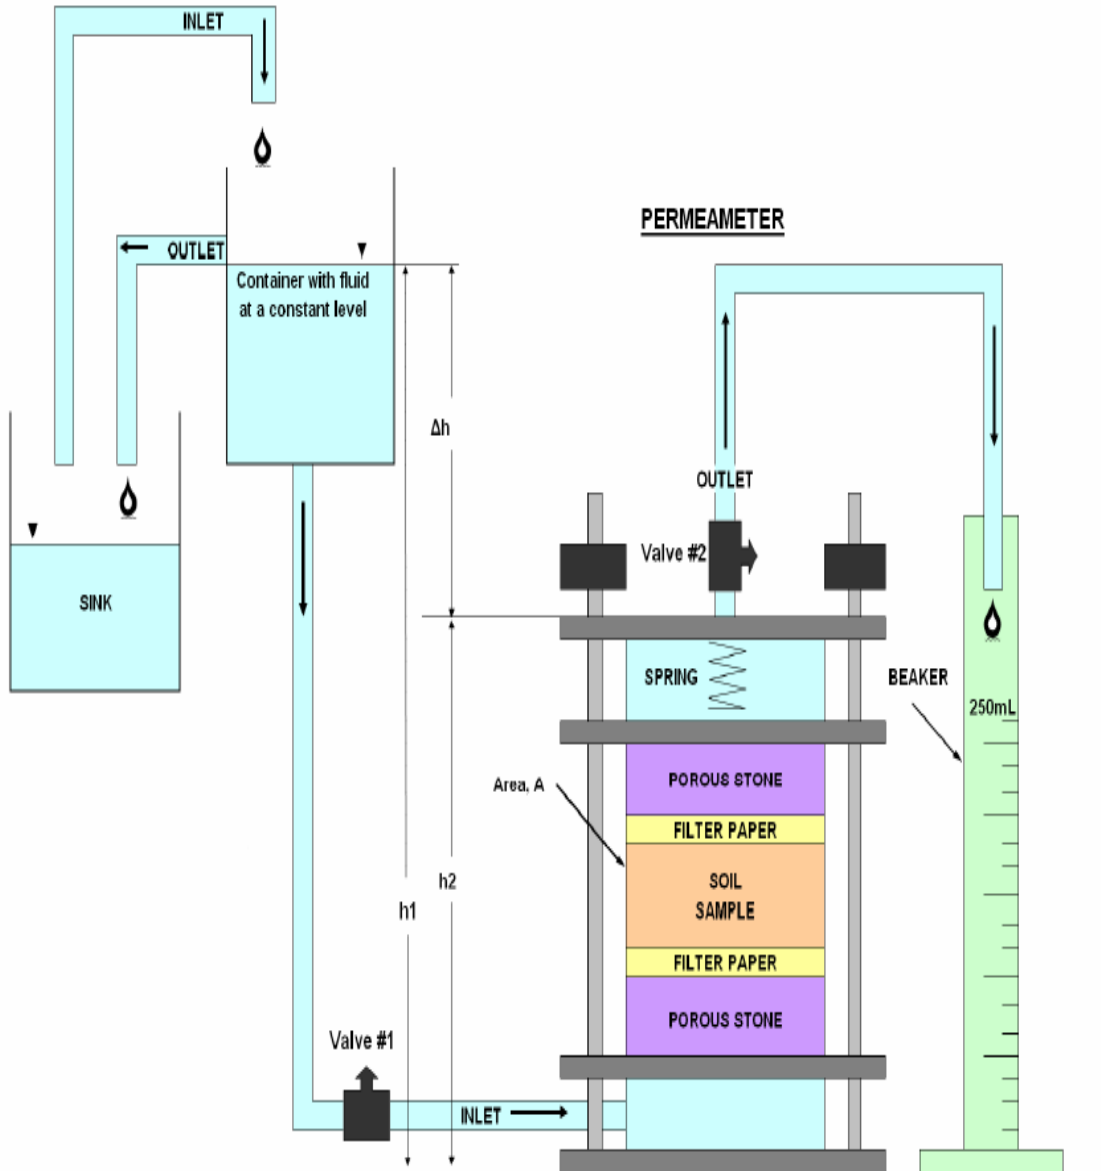 INLET
PERMEAMETER
OUTLET
Container with fluid
at a constant level
Δh
OUTLET
Valve #2
SINK
SPRING
BEAKER
250mL
POROUS STONE
Area, A
FILTER PAPER
SOIL
SAMPLE
h2
h1
FILTER PAPER
POROUS STONE
Valve #1
INLET